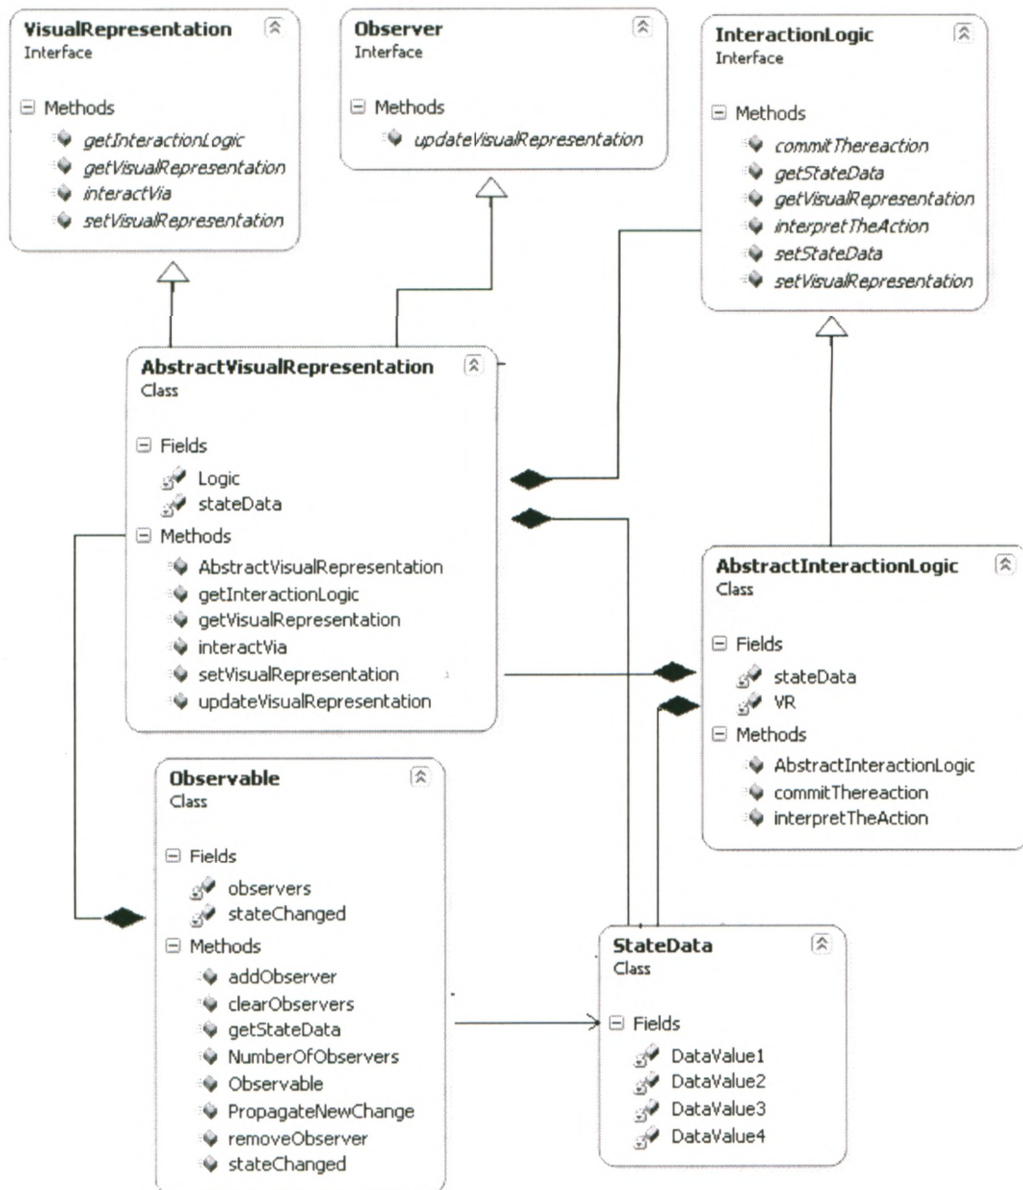 VisualRepresentation
Interface
Methods
getInteractionLogic
getVisualRepresentation
interactVia
setVisualRepresentation
Observer
Interface
Methods
updateVisualRepresentation
InteractionLogic
Interface
Methods
commitThereaction
getStateData
getVisualRepresentation
interpretTheAction
setStateData
setVisualRepresentation
AbstractVisualRepresentation
Class
Fields
Logic
stateData
Methods
AbstractVisualRepresentation
getInteractionLogic
getVisualRepresentation
interactVia
setVisualRepresentation
updateVisualRepresentation
AbstractInteractionLogic
Class
Fields
stateData
VR
Methods
AbstractInteractionLogic
commitThereaction
interpretTheAction
Observable
Class
Fields
observers
stateChanged
Methods
addObserver
clearObservers
getStateData
NumberOfObservers
Observable
PropagateNewChange
removeObserver
stateChanged
StateData
Class
Fields
DataValue1
DataValue2
DataValue3
DataValue4